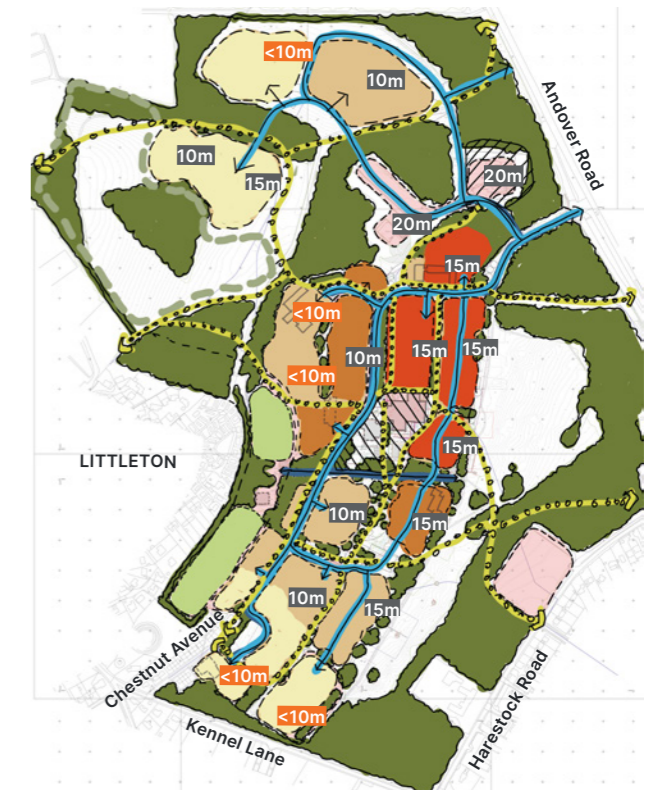 <10m
10m
Andover Road
10m
15m
20m
20m
15m
<10m
10m
15m
15m
<10m
15m
LITTLETON
10m
15m
10m
15m
Chestnut Avenue
<10m
<10m
Kennel Lane
Harestock Road